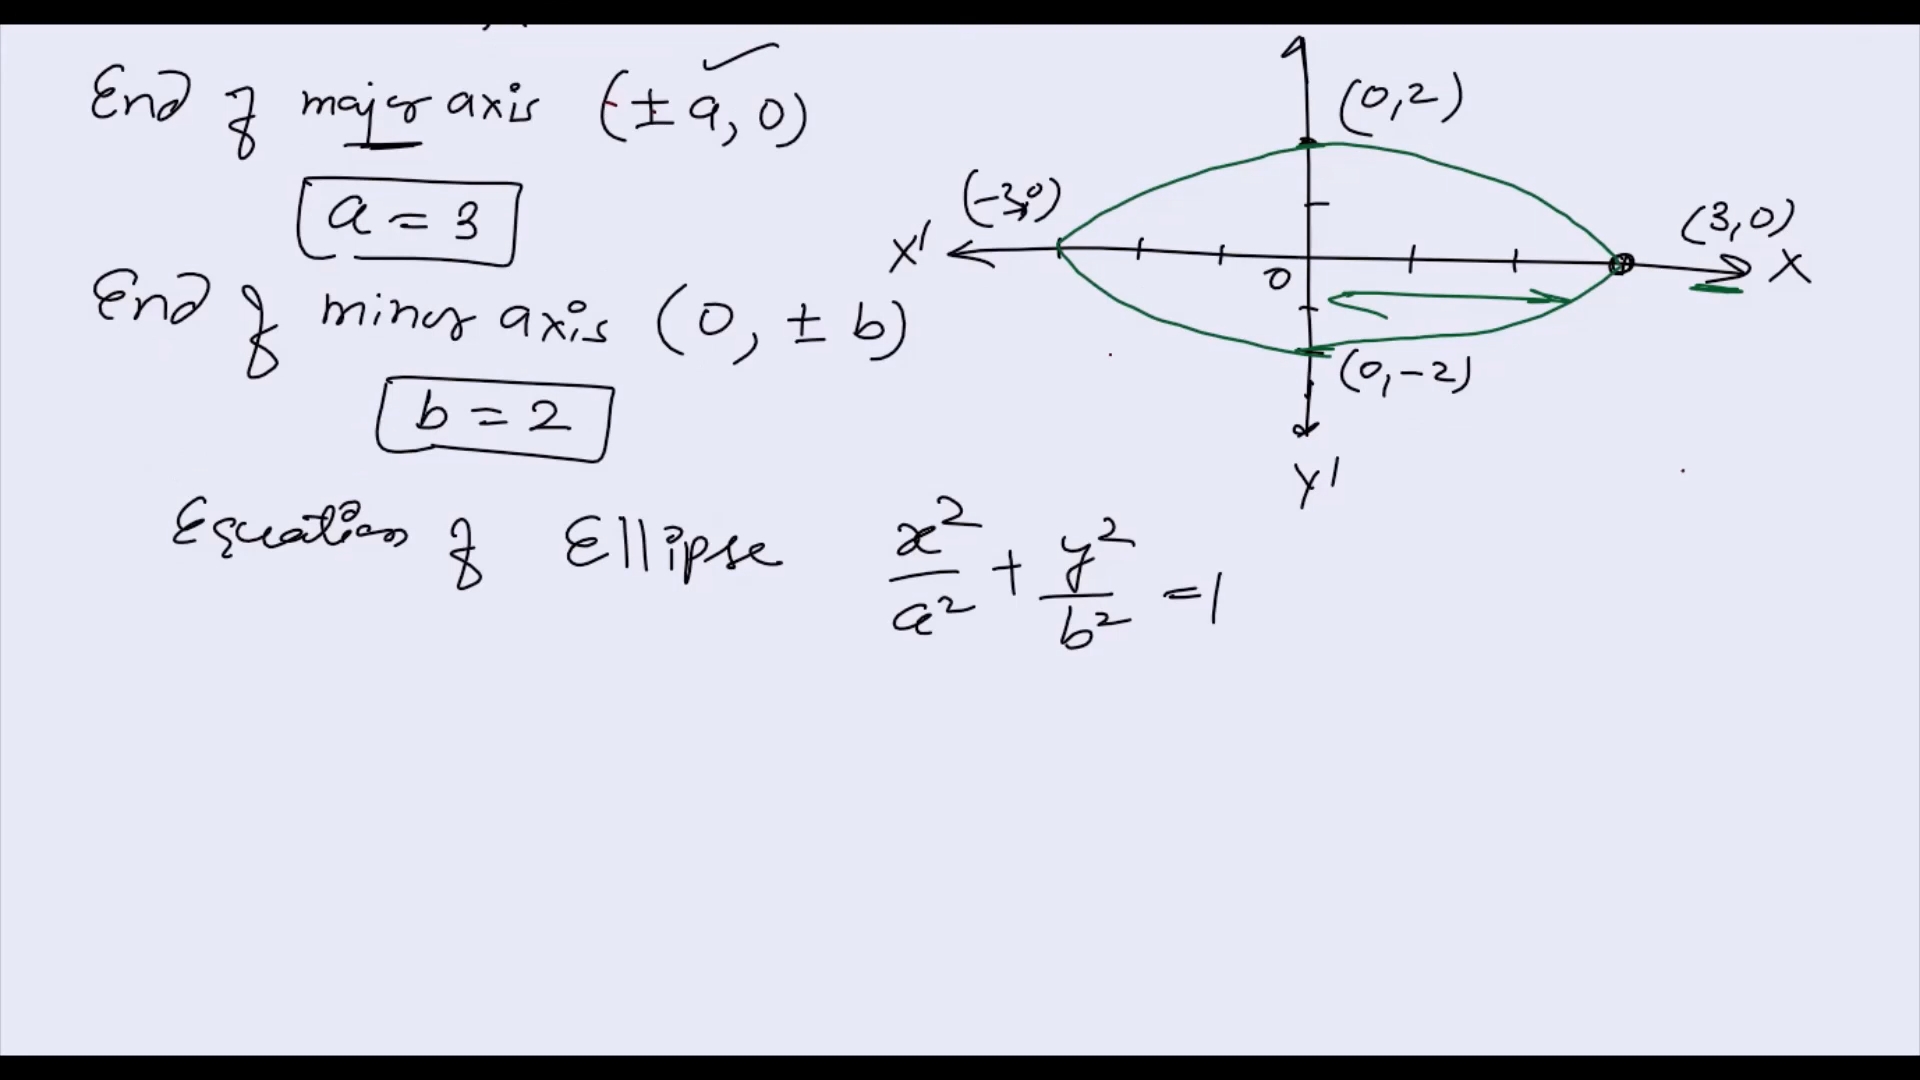 End of major axis (± a, 0)
a = 3
End of minor axis (0, ± b)
b = 2
(0,2)
(-3,0)
(3,0)
X'
0
X
(0,-2)
Y'
Equation of Ellipse x²/a² + y²/b² = 1